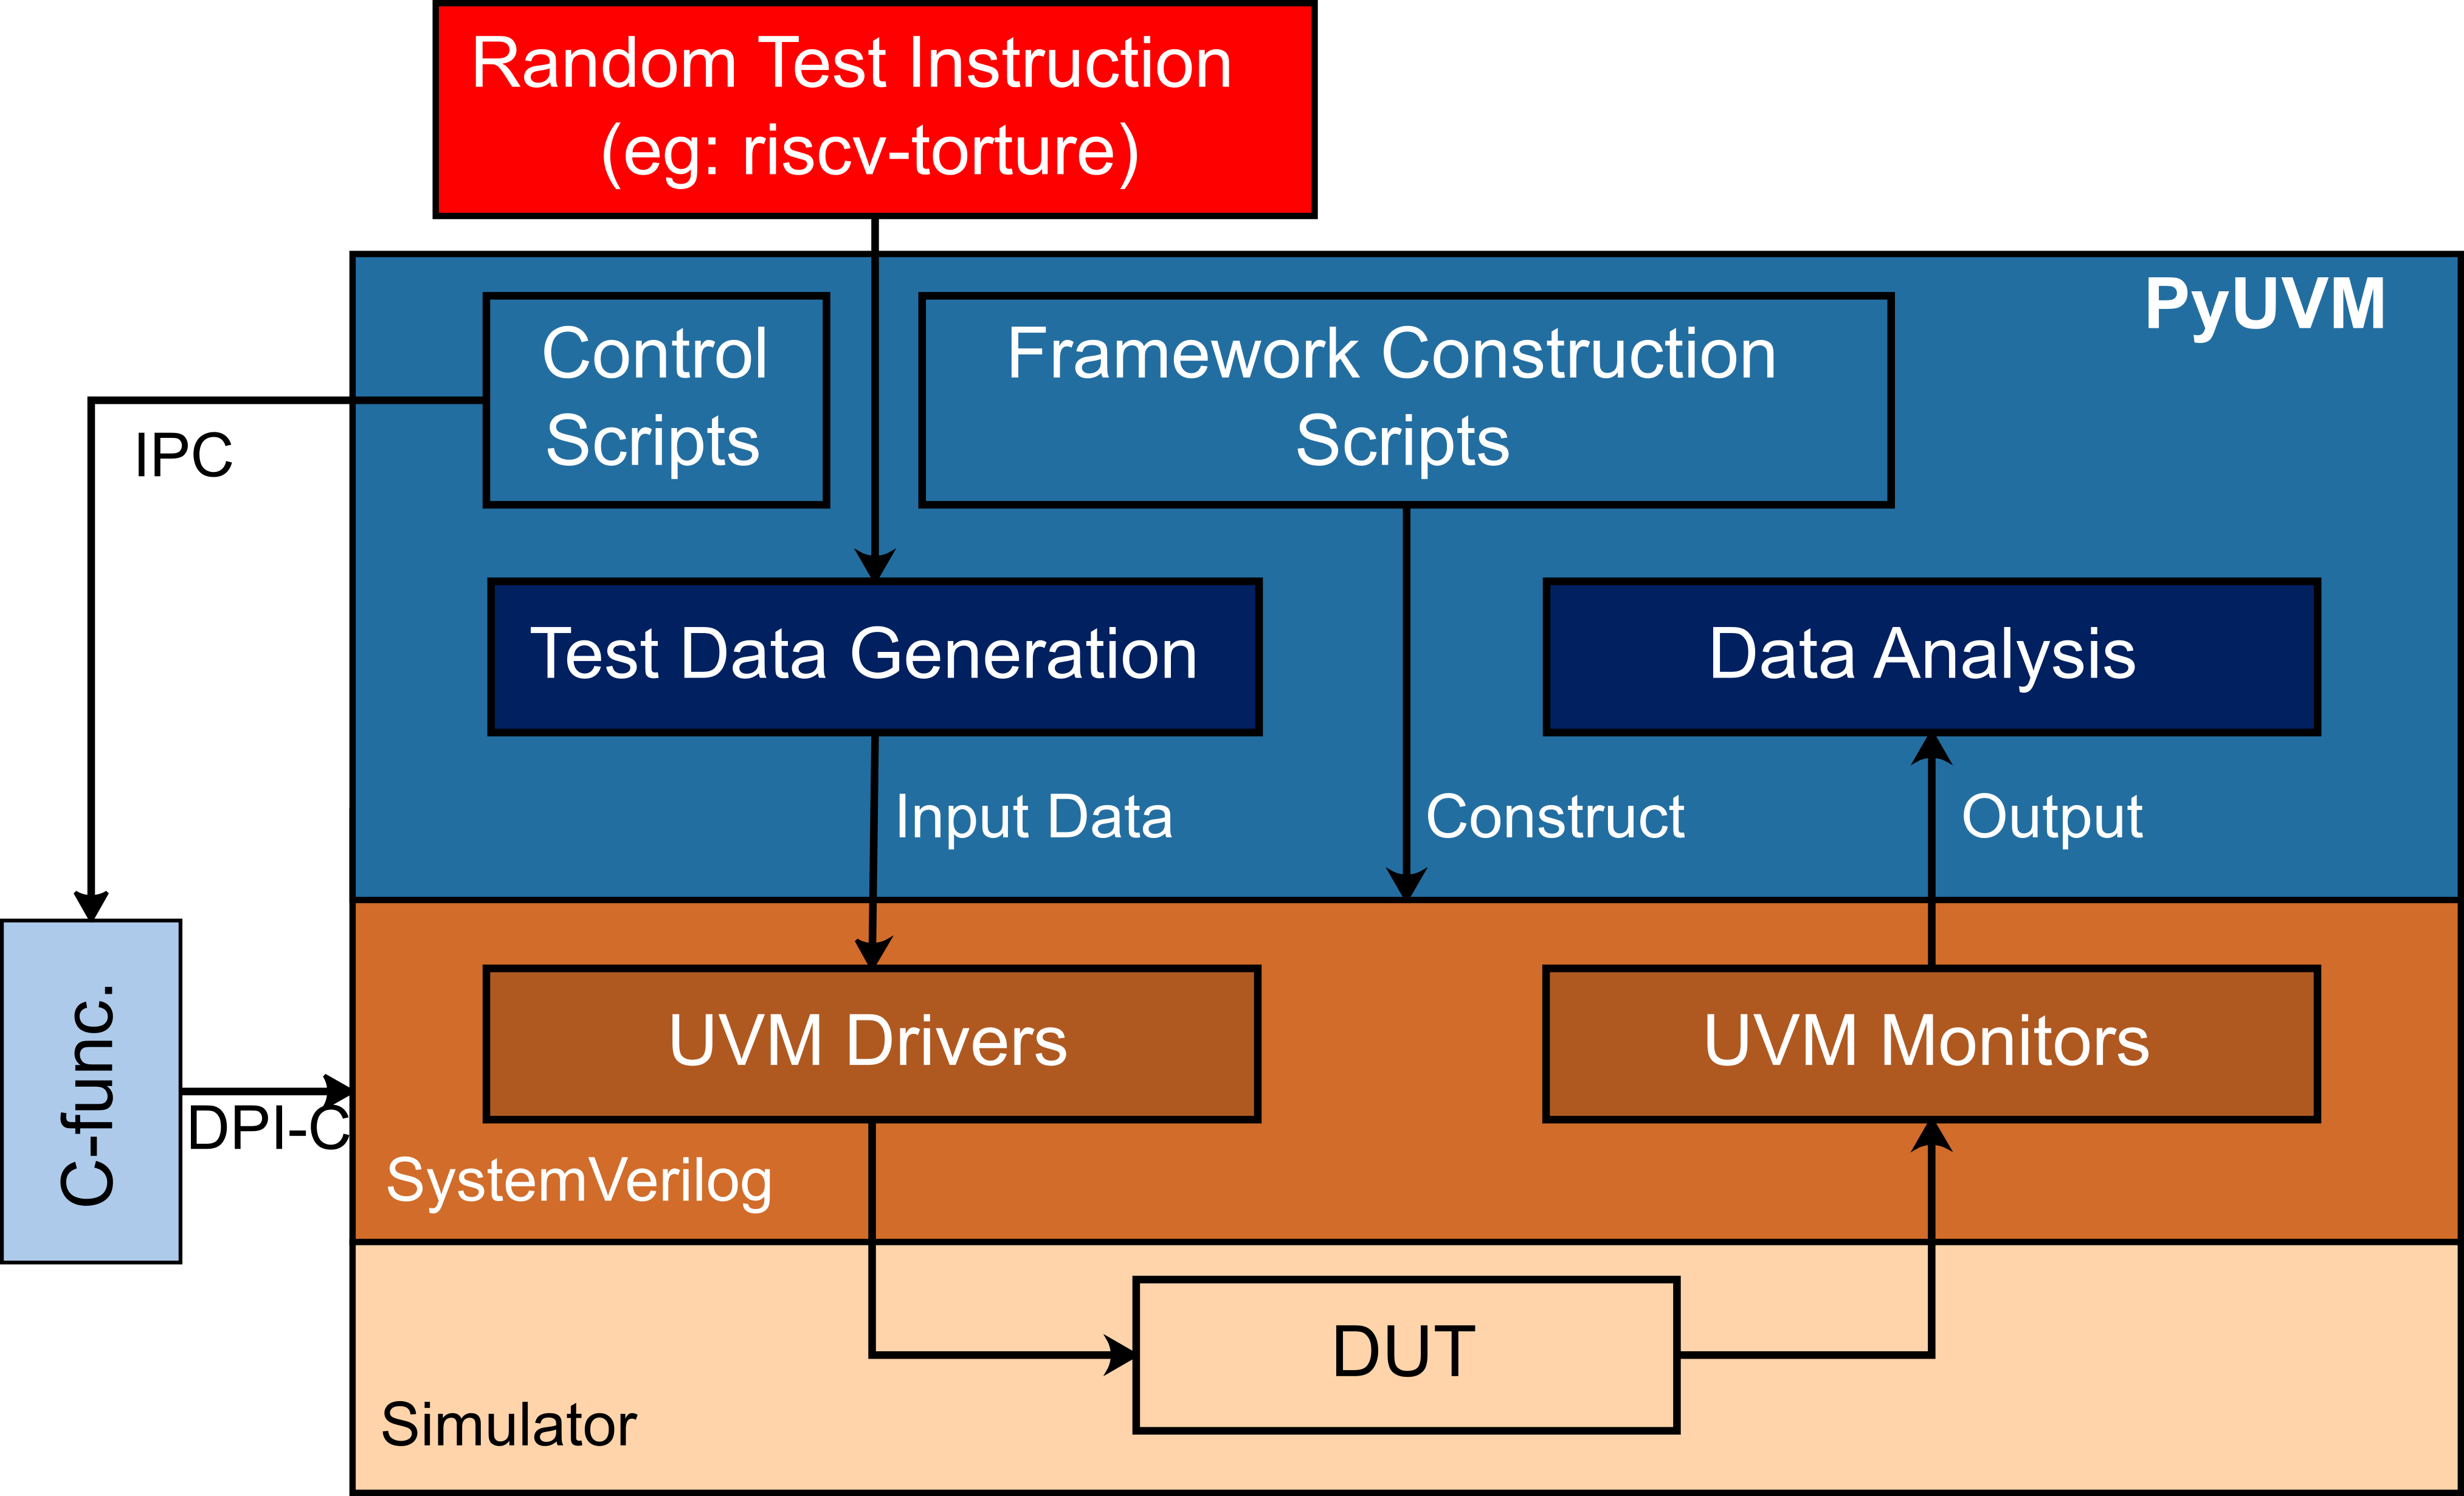 Random Test Instruction
(eg: riscv-torture)
PyUVM
Control
Scripts
Framework Construction
Scripts
IPC
Test Data Generation
Data Analysis
Input Data
Construct
Output
C-func.
DPI-C
UVM Drivers
UVM Monitors
SystemVerilog
DUT
Simulator